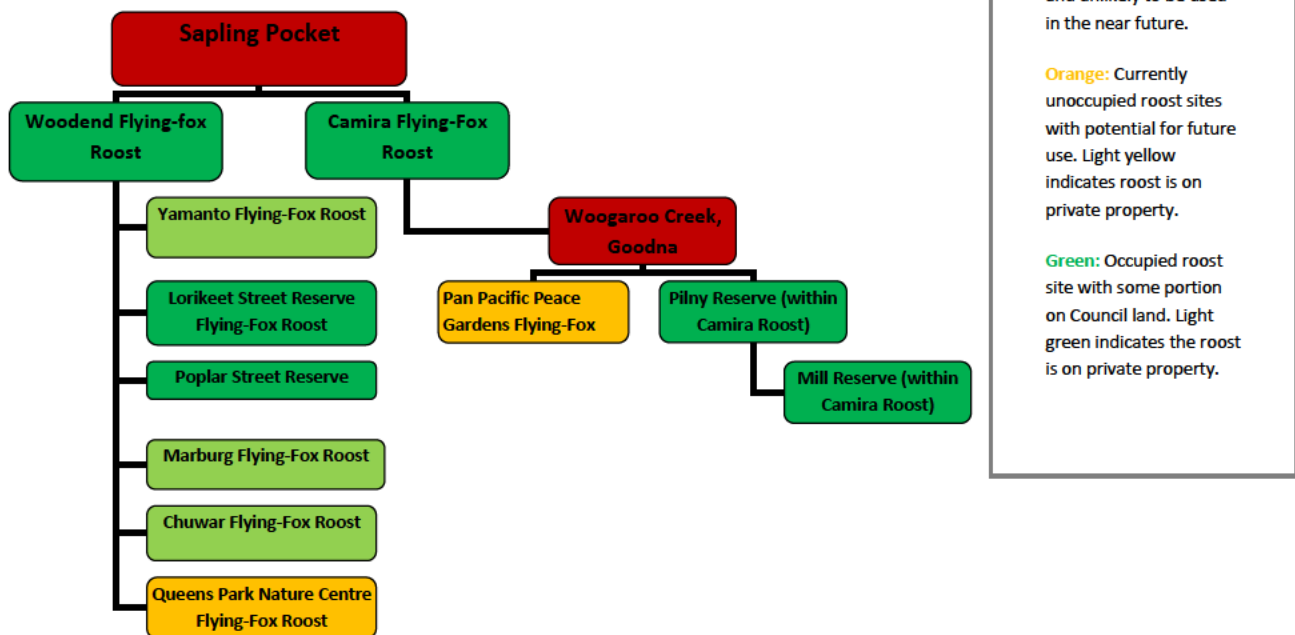 Sapling Pocket
Woodend Flying-fox
Roost
Camira Flying-Fox
Roost
Yamanto Flying-Fox Roost
Woogaroo Creek,
Goodna
Lorikeet Street Reserve
Flying-Fox Roost
Pan Pacific Peace
Gardens Flying-Fox
Pilny Reserve (within
Camira Roost)
Poplar Street Reserve
Mill Reserve (within
Camira Roost)
Marburg Flying-Fox Roost
Chuwar Flying-Fox Roost
Queens Park Nature Centre
Flying-Fox Roost
and unlikely to be used
in the near future.
Orange: Currently
unoccupied roost sites
with potential for future
use. Light yellow
indicates roost is on
private property.
Green: Occupied roost
site with some portion
on Council land. Light
green indicates the roost
is on private property.